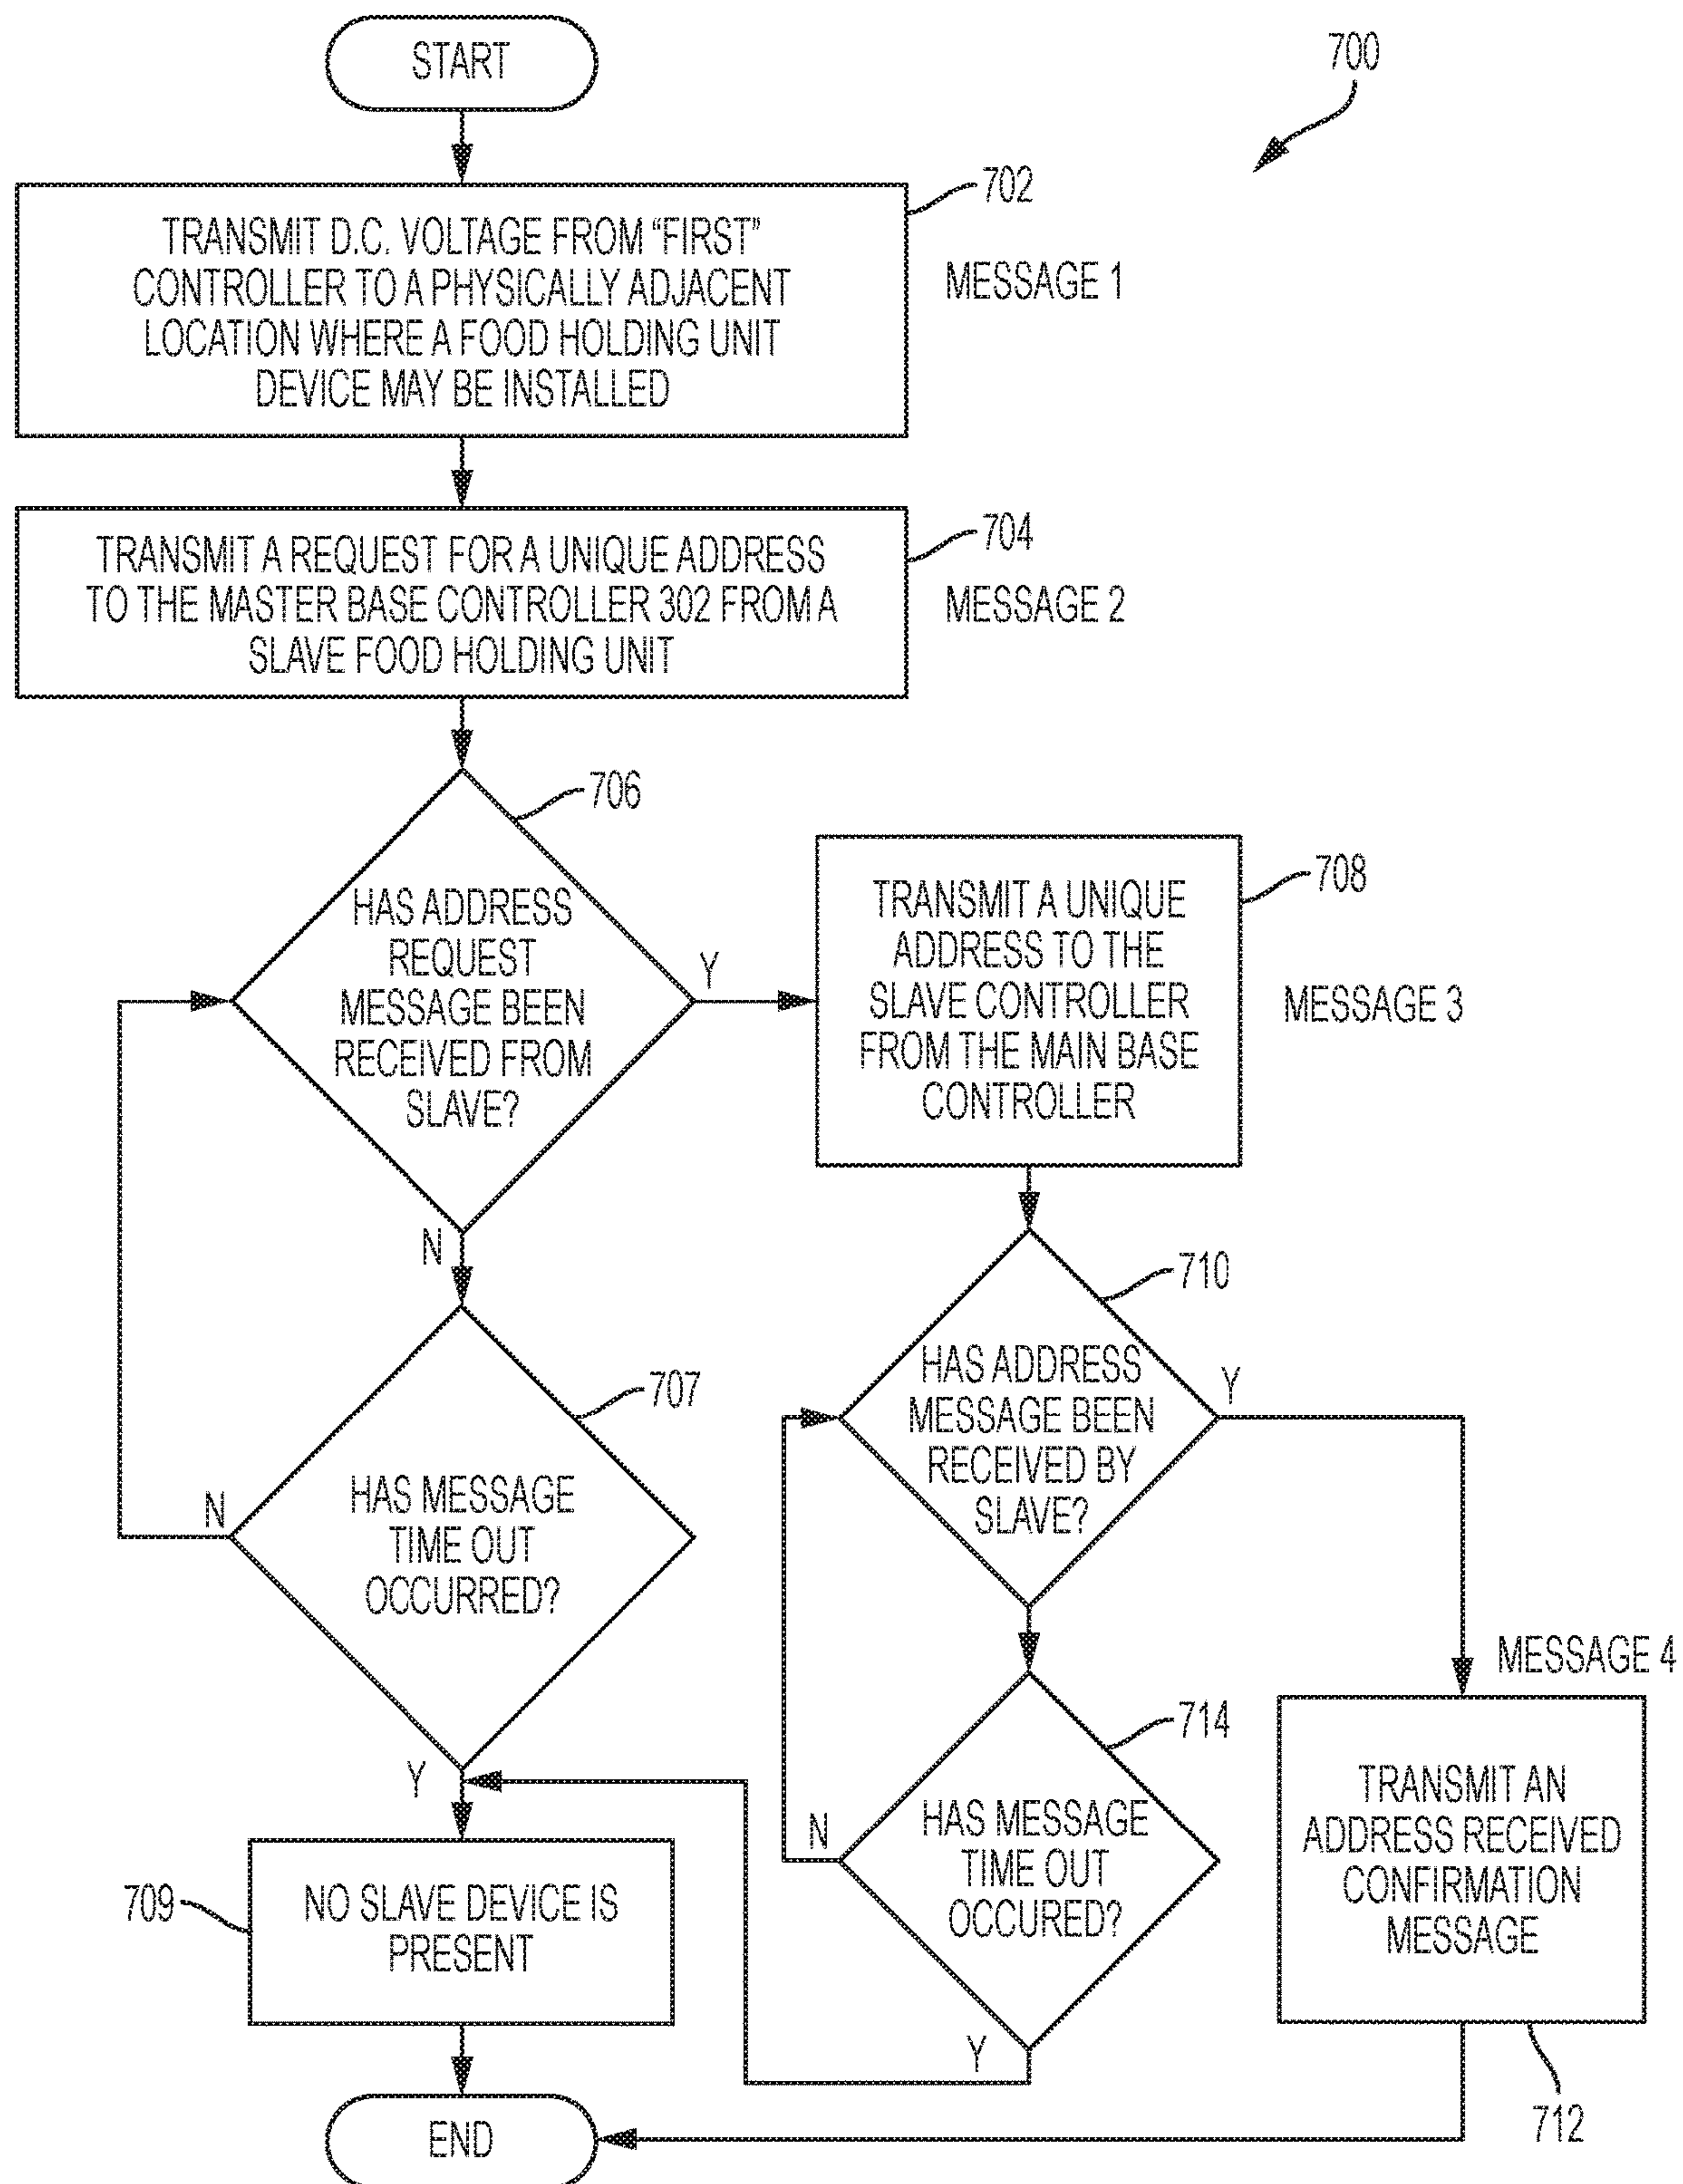 START
700
702
TRANSMIT D.C. VOLTAGE FROM “FIRST”
CONTROLLER TO A PHYSICALLY ADJACENT
LOCATION WHERE A FOOD HOLDING UNIT
DEVICE MAY BE INSTALLED
MESSAGE 1
704
TRANSMIT A REQUEST FOR A UNIQUE ADDRESS
TO THE MASTER BASE CONTROLLER 302 FROM A
SLAVE FOOD HOLDING UNIT
MESSAGE 2
706
HAS ADDRESS
REQUEST
MESSAGE BEEN
RECEIVED FROM
SLAVE?
Y
N
708
TRANSMIT A UNIQUE
ADDRESS TO THE
SLAVE CONTROLLER
FROM THE MAIN BASE
CONTROLLER
MESSAGE 3
707
HAS MESSAGE
TIME OUT
OCCURRED?
N
Y
710
HAS ADDRESS
MESSAGE BEEN
RECEIVED BY
SLAVE?
Y
714
HAS MESSAGE
TIME OUT
OCCURED?
N
Y
MESSAGE 4
TRANSMIT AN
ADDRESS RECEIVED
CONFIRMATION
MESSAGE
712
709
NO SLAVE DEVICE IS
PRESENT
END